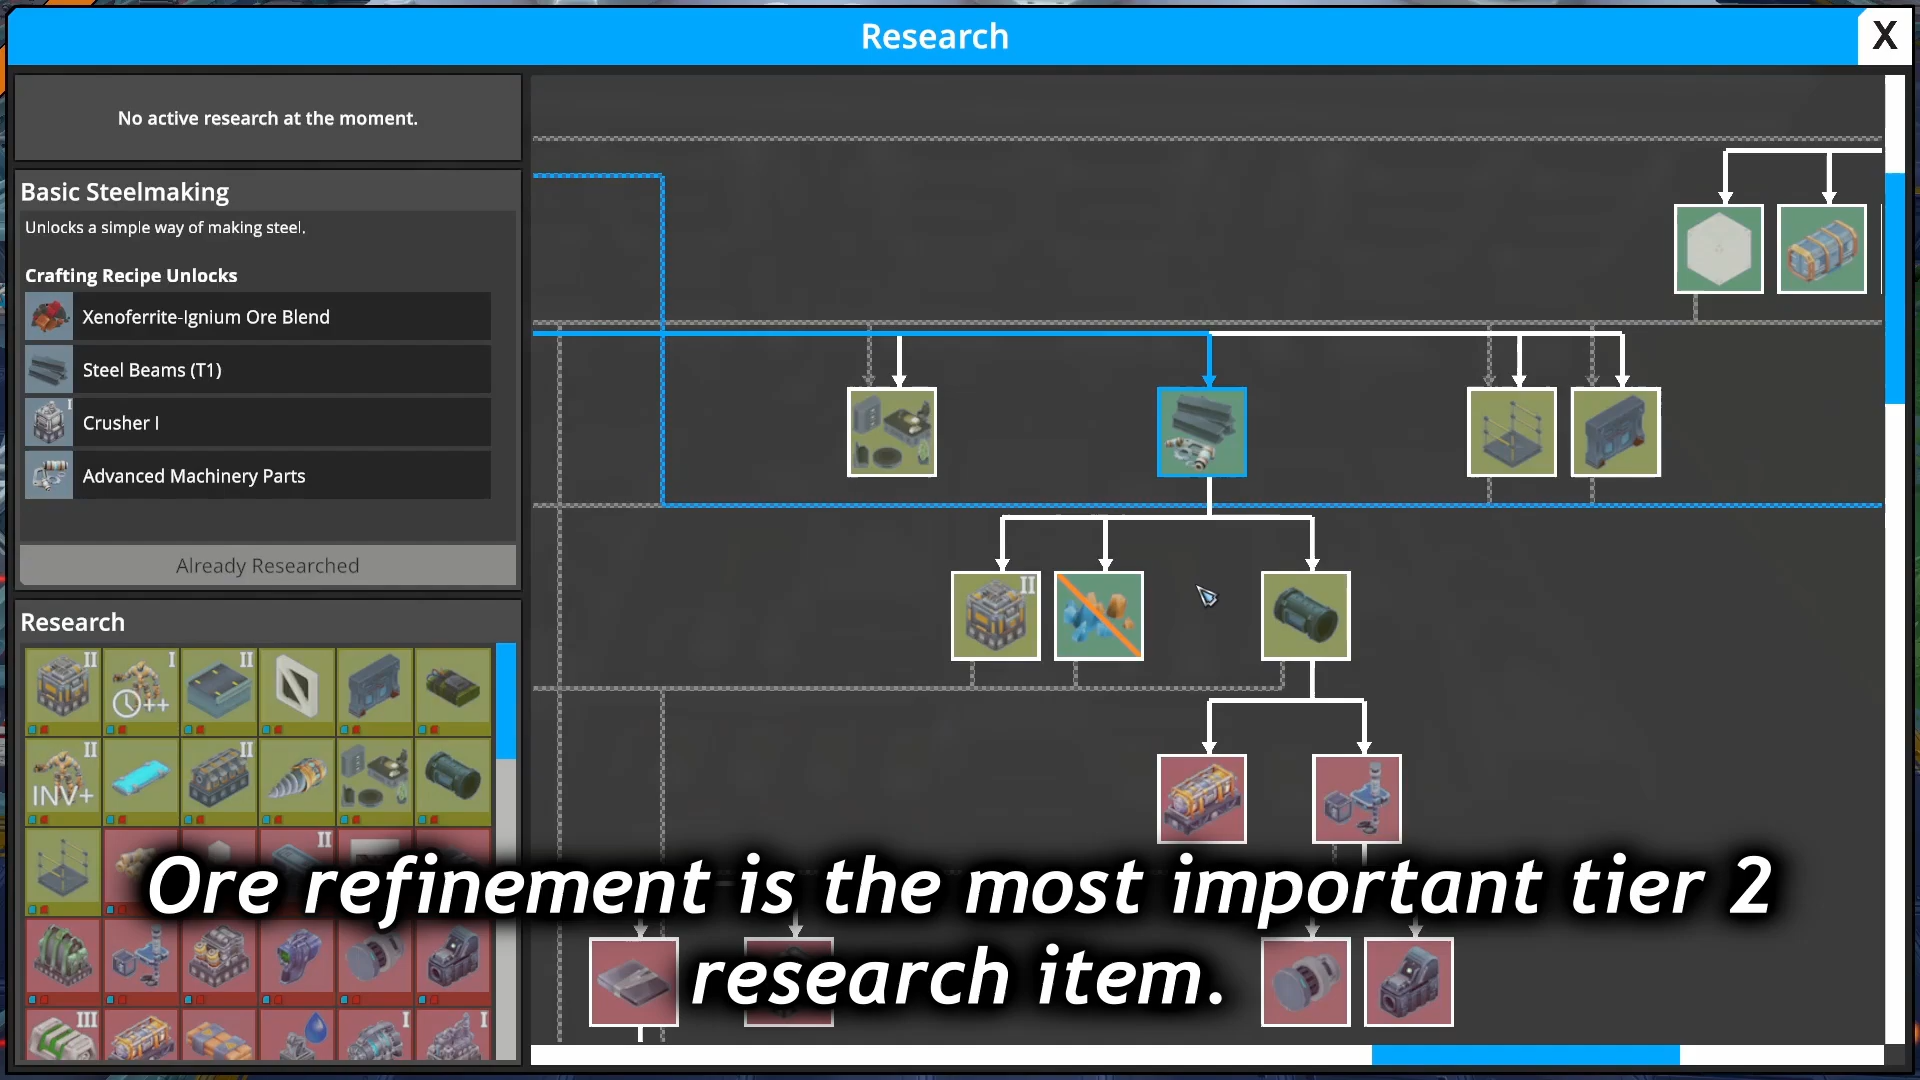 Research
X
No active research at the moment.
Basic Steelmaking
Unlocks a simple way of making steel.
Crafting Recipe Unlocks
Xenoferrite-Ignium Ore Blend
Steel Beams (T1)
I
Crusher I
Advanced Machinery Parts
Already Researched
II
Research
II
I
II
++
II
INV+
II
II
Ore refinement is the most important tier 2
research item.
III
I
I